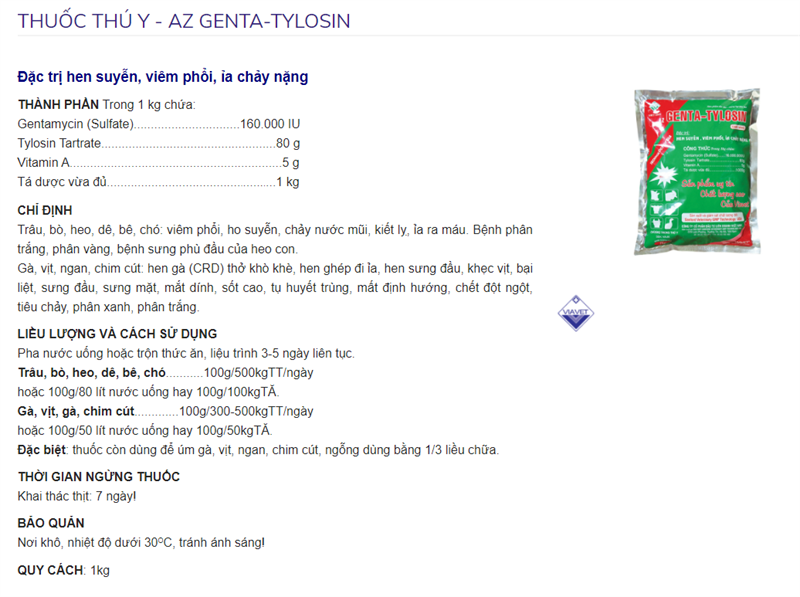 THUỐC THÚ Y - AZ GENTA-TYLOSIN
Đặc trị hen suyễn, viêm phổi, ỉa chảy nặng
THÀNH PHẦN Trong 1 kg chứa:
Gentamycin (Sulfate)..............................160.000 IU
Tylosin Tartrate.................................................80 g
Vitamin A.............................................................5 g
Tá dược vừa đủ................................................1 kg
CHỈ ĐỊNH
Trâu, bò, heo, dê, bê, chó: viêm phổi, ho suyễn, chảy nước mũi, kiết lỵ, ỉa ra máu. Bệnh phân
trắng, phân vàng, bệnh sưng phù đầu của heo con.
Gà, vịt, ngan, chim cút: hen gà (CRD) thở khò khè, hen ghép đi ỉa, hen sưng đầu, khẹc vịt, bại
liệt, sưng đầu, sưng mặt, mắt dính, sốt cao, tụ huyết trùng, mất định hướng, chết đột ngột,
tiêu chảy, phân xanh, phân trắng.
LIỀU LƯỢNG VÀ CÁCH SỬ DỤNG
Pha nước uống hoặc trộn thức ăn, liệu trình 3-5 ngày liên tục.
Trâu, bò, heo, dê, bê, chó...........100g/500kgTT/ngày
hoặc 100g/80 lít nước uống hay 100g/100kgTĂ.
Gà, vịt, gà, chim cút.............100g/300-500kgTT/ngày
hoặc 100g/50 lít nước uống hay 100g/50kgTĂ.
Đặc biệt: thuốc còn dùng để úm gà, vịt, ngan, chim cút, ngỗng dùng bằng 1/3 liều chữa.
THỜI GIAN NGỪNG THUỐC
Khai thác thịt: 7 ngày!
BẢO QUẢN
Nơi khô, nhiệt độ dưới 30ºC, tránh ánh sáng!
QUY CÁCH: 1kg
GENTA-TYLOSIN
HEN SUYỄN, VIÊM PHỔI, ỈA CHẢY
CÔNG THỨC
Sản phẩm uy tín
Chất lượng cao
Của Viavet
VIAVET